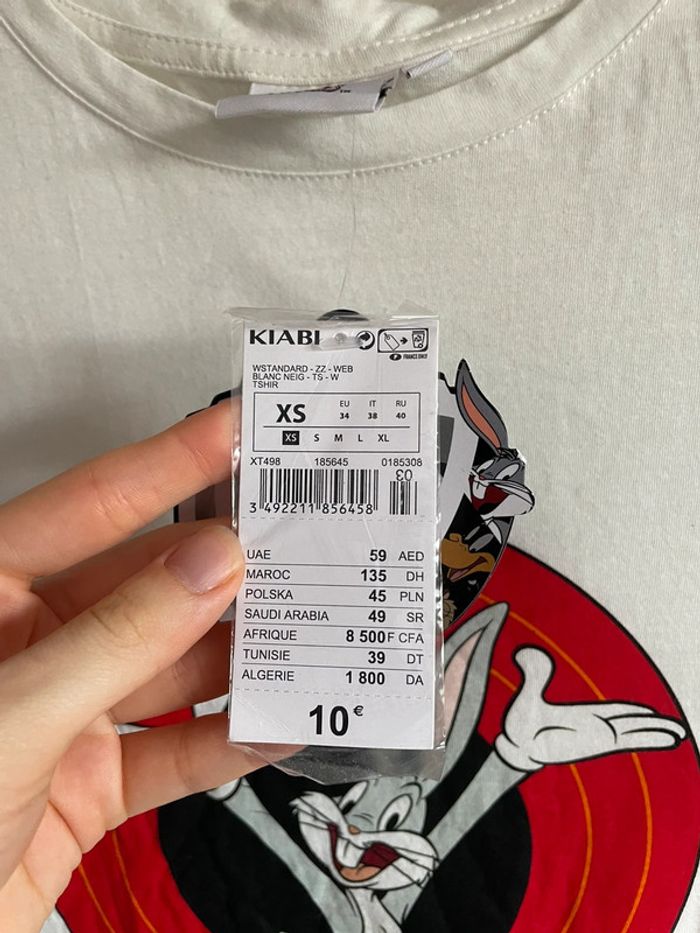 KIABI
FRANCE ONLY
WSTANDARD - ZZ - WEB
BLANC NEIG - TS - W
TSHIR
XS EU 34 IT 38 RU 40
XS S M L XL
XT498 185645 0185308
03
3 492211 856458
UAE 59 AED
MAROC 135 DH
POLSKA 45 PLN
SAUDI ARABIA 49 SR
AFRIQUE 8 500 F CFA
TUNISIE 39 DT
ALGERIE 1 800 DA
10 €